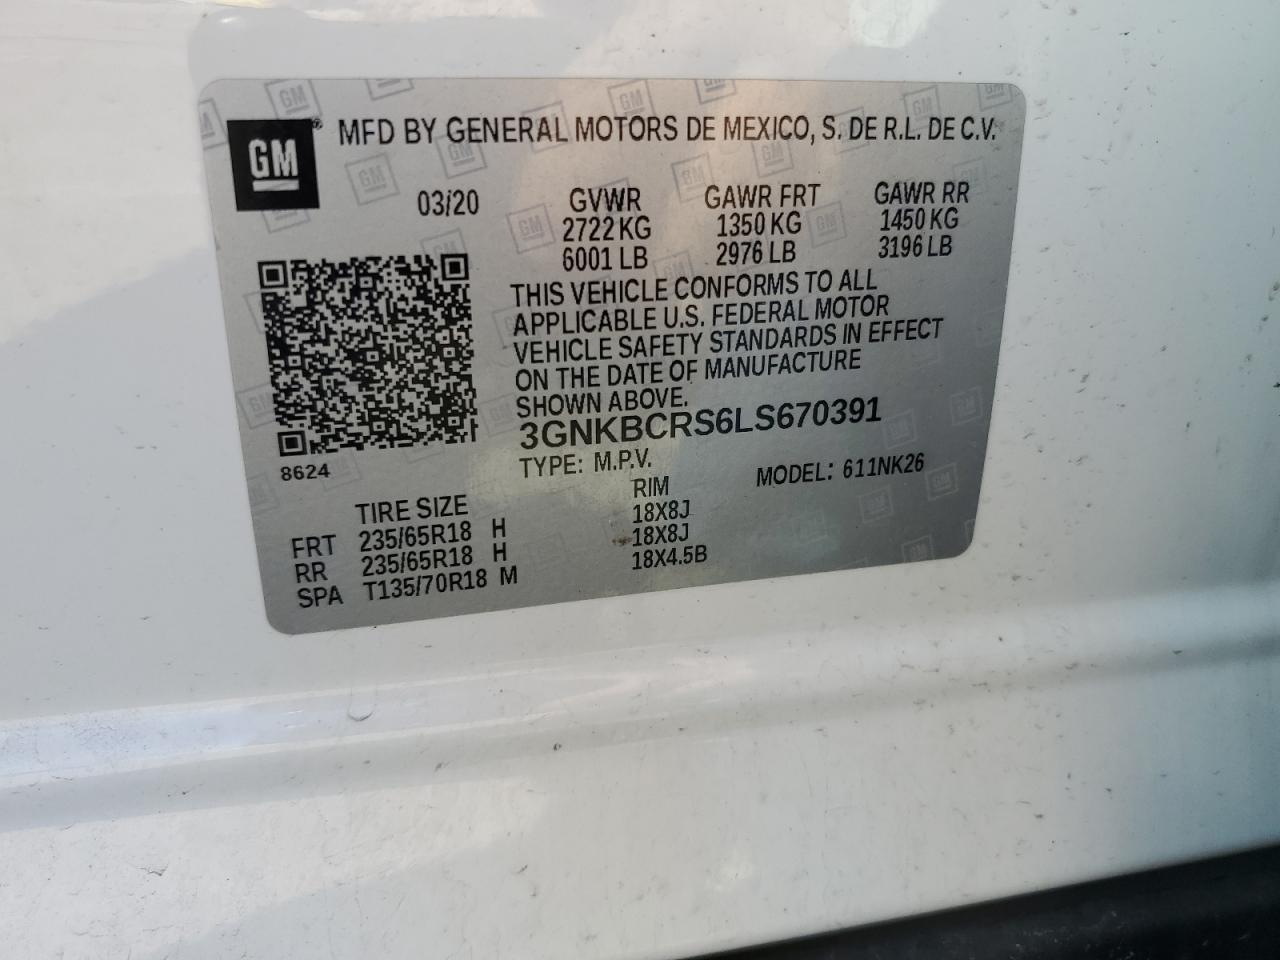 GM® MFD BY GENERAL MOTORS DE MEXICO, S. DE R.L. DE C.V.
03/20 GVWR GAWR FRT GAWR RR
2722 KG 1350 KG 1450 KG
6001 LB 2976 LB 3196 LB
THIS VEHICLE CONFORMS TO ALL
APPLICABLE U.S. FEDERAL MOTOR
VEHICLE SAFETY STANDARDS IN EFFECT
ON THE DATE OF MANUFACTURE
SHOWN ABOVE.
3GNKBCRS6LS670391
8624 TYPE: M.P.V. MODEL: 611NK26
TIRE SIZE RIM
FRT 235/65R18 H 18X8J
RR 235/65R18 H 18X8J
SPA T135/70R18 M 18X4.5B